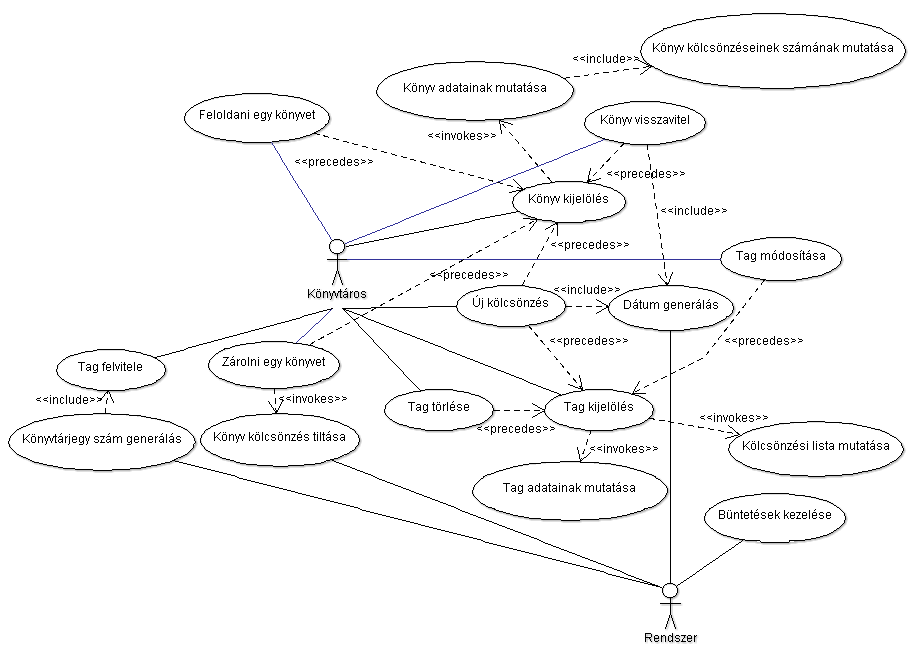 Könyv kölcsönzéseinek számának mutatása
<<include>>
Könyv adatainak mutatása
Feloldani egy könyvet
Könyv visszavitel
<<invokes>>
<<precedes>>
<<precedes>>
Könyv kijelölés
<<include>>
<<precedes>>
Tag módosítása
<<precedes>>
Könyvtáros
<<include>>
Új kölcsönzés
Dátum generálás
<<precedes>>
<<precedes>>
Tag felvitele
Zárolni egy könyvet
<<include>>
<<invokes>>
Tag törlése
Tag kijelölés
<<invokes>>
<<precedes>>
Könyvtárjegy szám generálás
Könyv kölcsönzés tiltása
Kölcsönzési lista mutatása
<<invokes>>
Tag adatainak mutatása
Büntetések kezelése
Rendszer